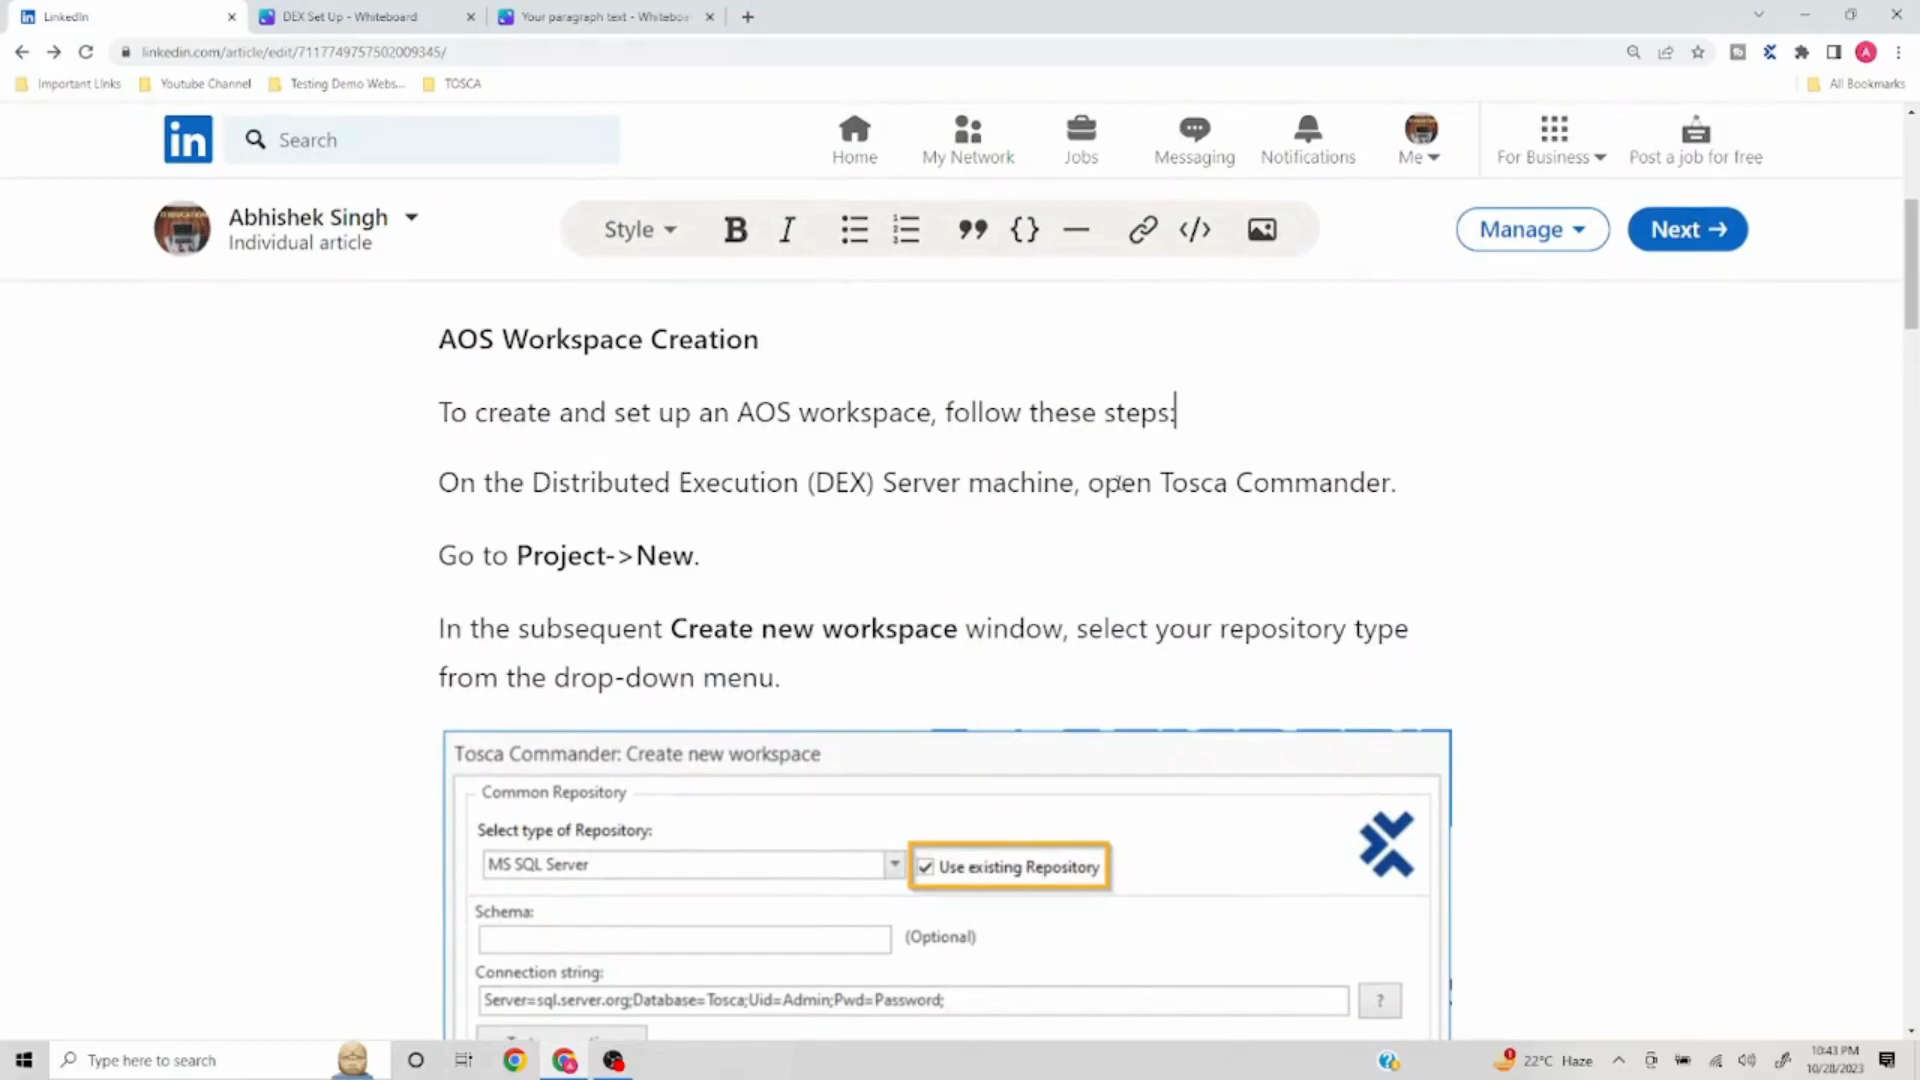 LinkedIn
DEX Set Up - Whiteboard
Your paragraph text - Whiteboa
linkedin.com/article/edit/7117749757502009345/
Important LInks
Youtube Channel
Testing Demo Webs...
TOSCA
All Bookmarks
in
Search
Home
My Network
Jobs
Messaging
Notifications
Me
For Business
Post a job for free
Abhishek Singh
Individual article
Style
B
I
Manage
Next →
AOS Workspace Creation
To create and set up an AOS workspace, follow these steps:
On the Distributed Execution (DEX) Server machine, open Tosca Commander.
Go to Project->New.
In the subsequent Create new workspace window, select your repository type
from the drop-down menu.
Tosca Commander: Create new workspace
Common Repository
Select type of Repository:
MS SQL Server
Use existing Repository
Schema:
(Optional)
Connection string:
Server=sql.server.org;Database=Tosca;Uid=Admin;Pwd=Password;
?
Type here to search
22°C Haze
10:43 PM
10/28/2023